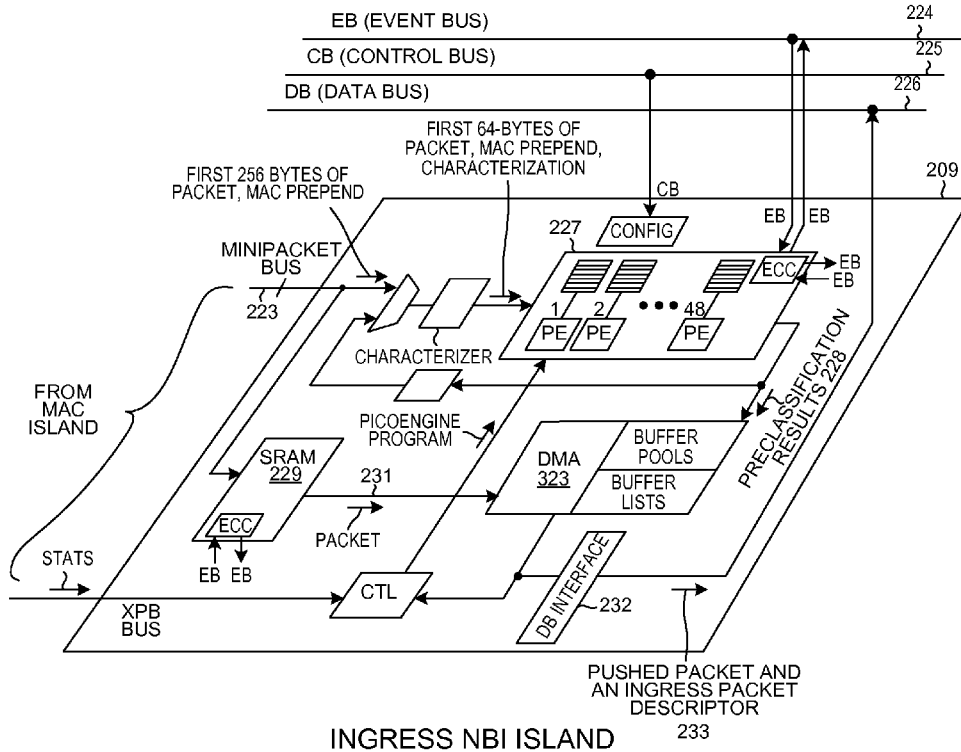 EB (EVENT BUS)
224
CB (CONTROL BUS)
225
DB (DATA BUS)
226
FIRST 64-BYTES OF
PACKET, MAC PREPEND,
CHARACTERIZATION
FIRST 256 BYTES OF
PACKET, MAC PREPEND
209
CB
EB
EB
CONFIG
227
MINIPACKET
BUS
223
ECC
EB
EB
1
2
48
PE
PE
PE
CHARACTERIZER
FROM
MAC
ISLAND
PICOENGINE
PROGRAM
PRECLASSIFICATION
RESULTS 228
SRAM
229
231
DMA
323
BUFFER
POOLS
BUFFER
LISTS
ECC
PACKET
EB
EB
STATS
CTL
XPB
BUS
DB INTERFACE
232
PUSHED PACKET AND
AN INGRESS PACKET
DESCRIPTOR
233
INGRESS NBI ISLAND